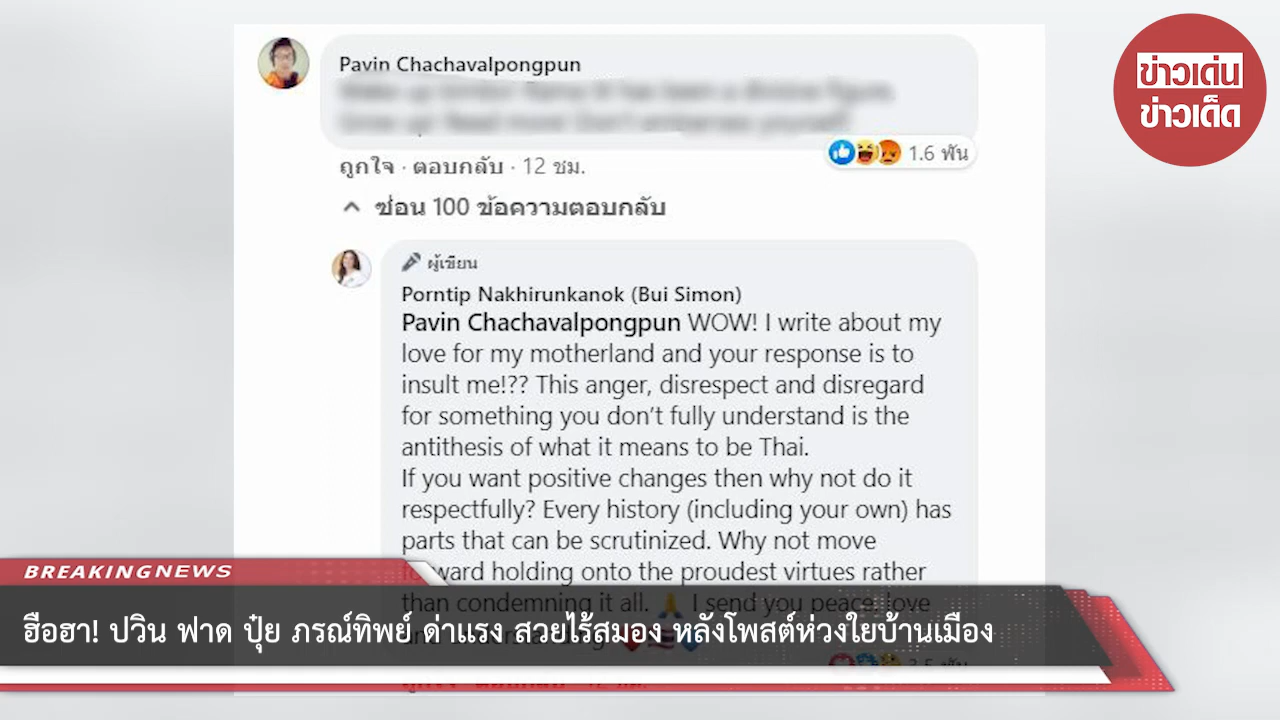 Pavin Chachavalpongpun
ข่าวเด่น
ข่าวเด็ด
1.6 พัน
ถูกใจ · ตอบกลับ · 12 ชม.
ซ่อน 100 ข้อความตอบกลับ
ผู้เขียน
Porntip Nakhirunkanok (Bui Simon)
Pavin Chachavalpongpun WOW! I write about my
love for my motherland and your response is to
insult me!?? This anger, disrespect and disregard
for something you don’t fully understand is the
antithesis of what it means to be Thai.
If you want positive changes then why not do it
respectfully? Every history (including your own) has
parts that can be scrutinized. Why not move
forward holding onto the proudest virtues rather
than condemning it all. 🙏 I send you peace, love
BREAKING NEWS
ฮือฮา! ปวิน ฟาด ปุ๋ย ภรณ์ทิพย์ ด่าแรง สวยไร้สมอง หลังโพสต์ห่วงใยบ้านเมือง
3.5 พัน